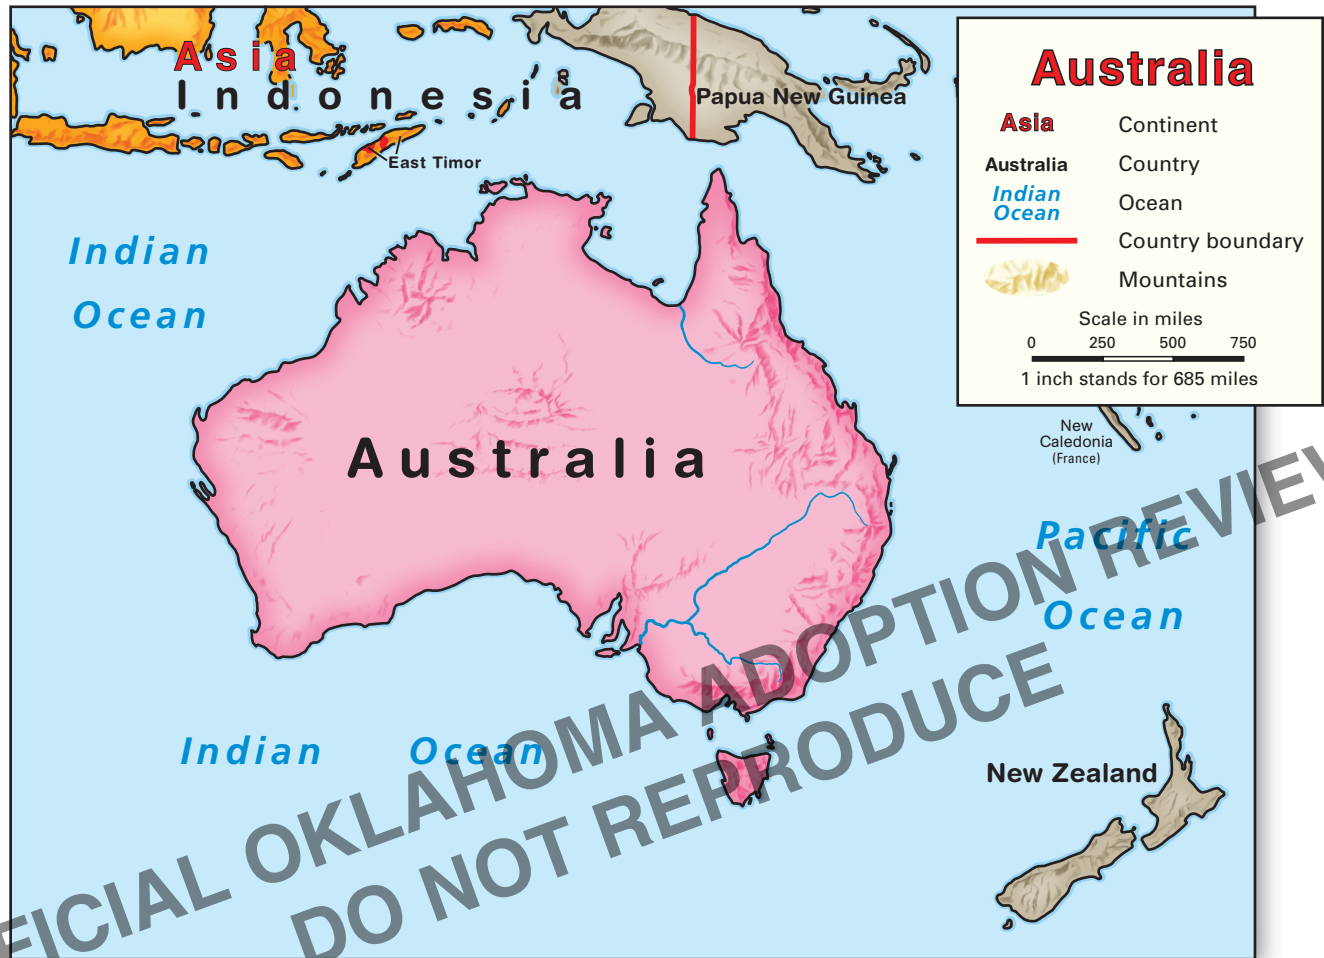 Asia
Indonesia
Papua New Guinea
East Timor
Indian
Ocean
Australia
New
Caledonia
(France)
Pacific
Ocean
Indian Ocean
New Zealand
Australia
Asia Continent
Australia Country
Indian
Ocean
Ocean
Country boundary
Mountains
Scale in miles
0 250 500 750
1 inch stands for 685 miles
FICIAL OKLAHOMA ADOPTION REVIEW
DO NOT REPRODUCE